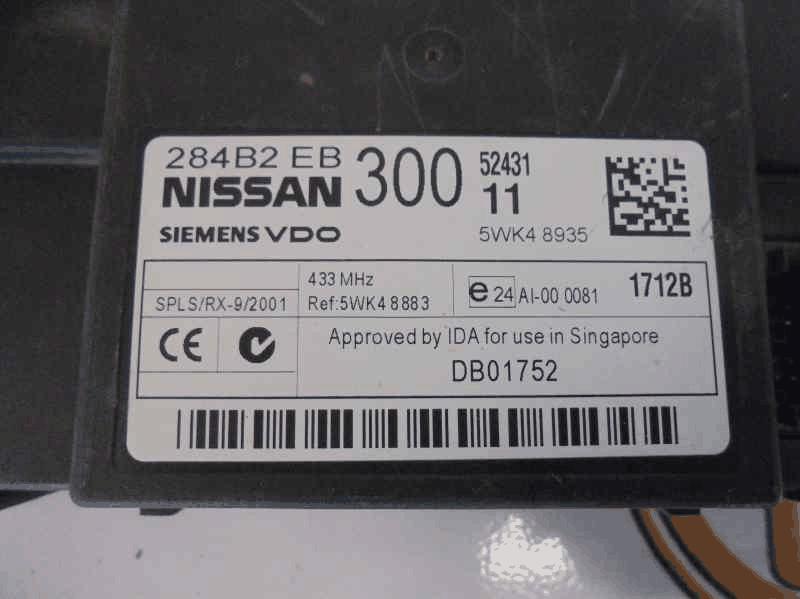 284B2 EB 300 52431
NISSAN 11
SIEMENS VDO 5WK4 8935
433 MHz
SPLS/RX-9/2001 Ref:5WK4 8883 e 24 AI-00 0081 1712B
CE Approved by IDA for use in Singapore
DB01752